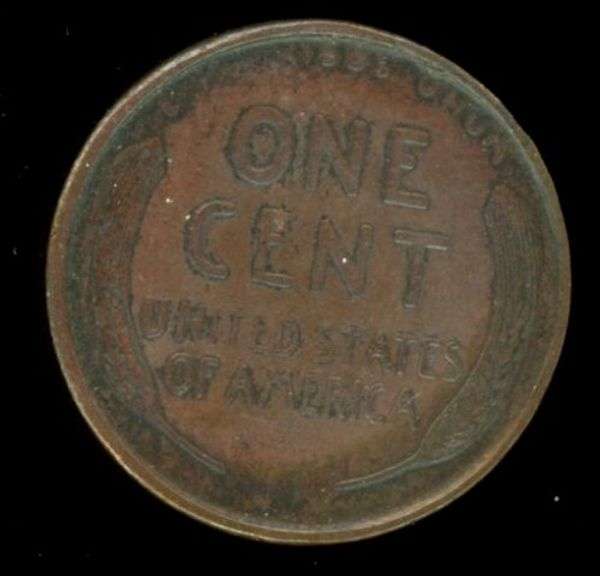 ONE
CENT
UNITED STATES
OF AMERICA